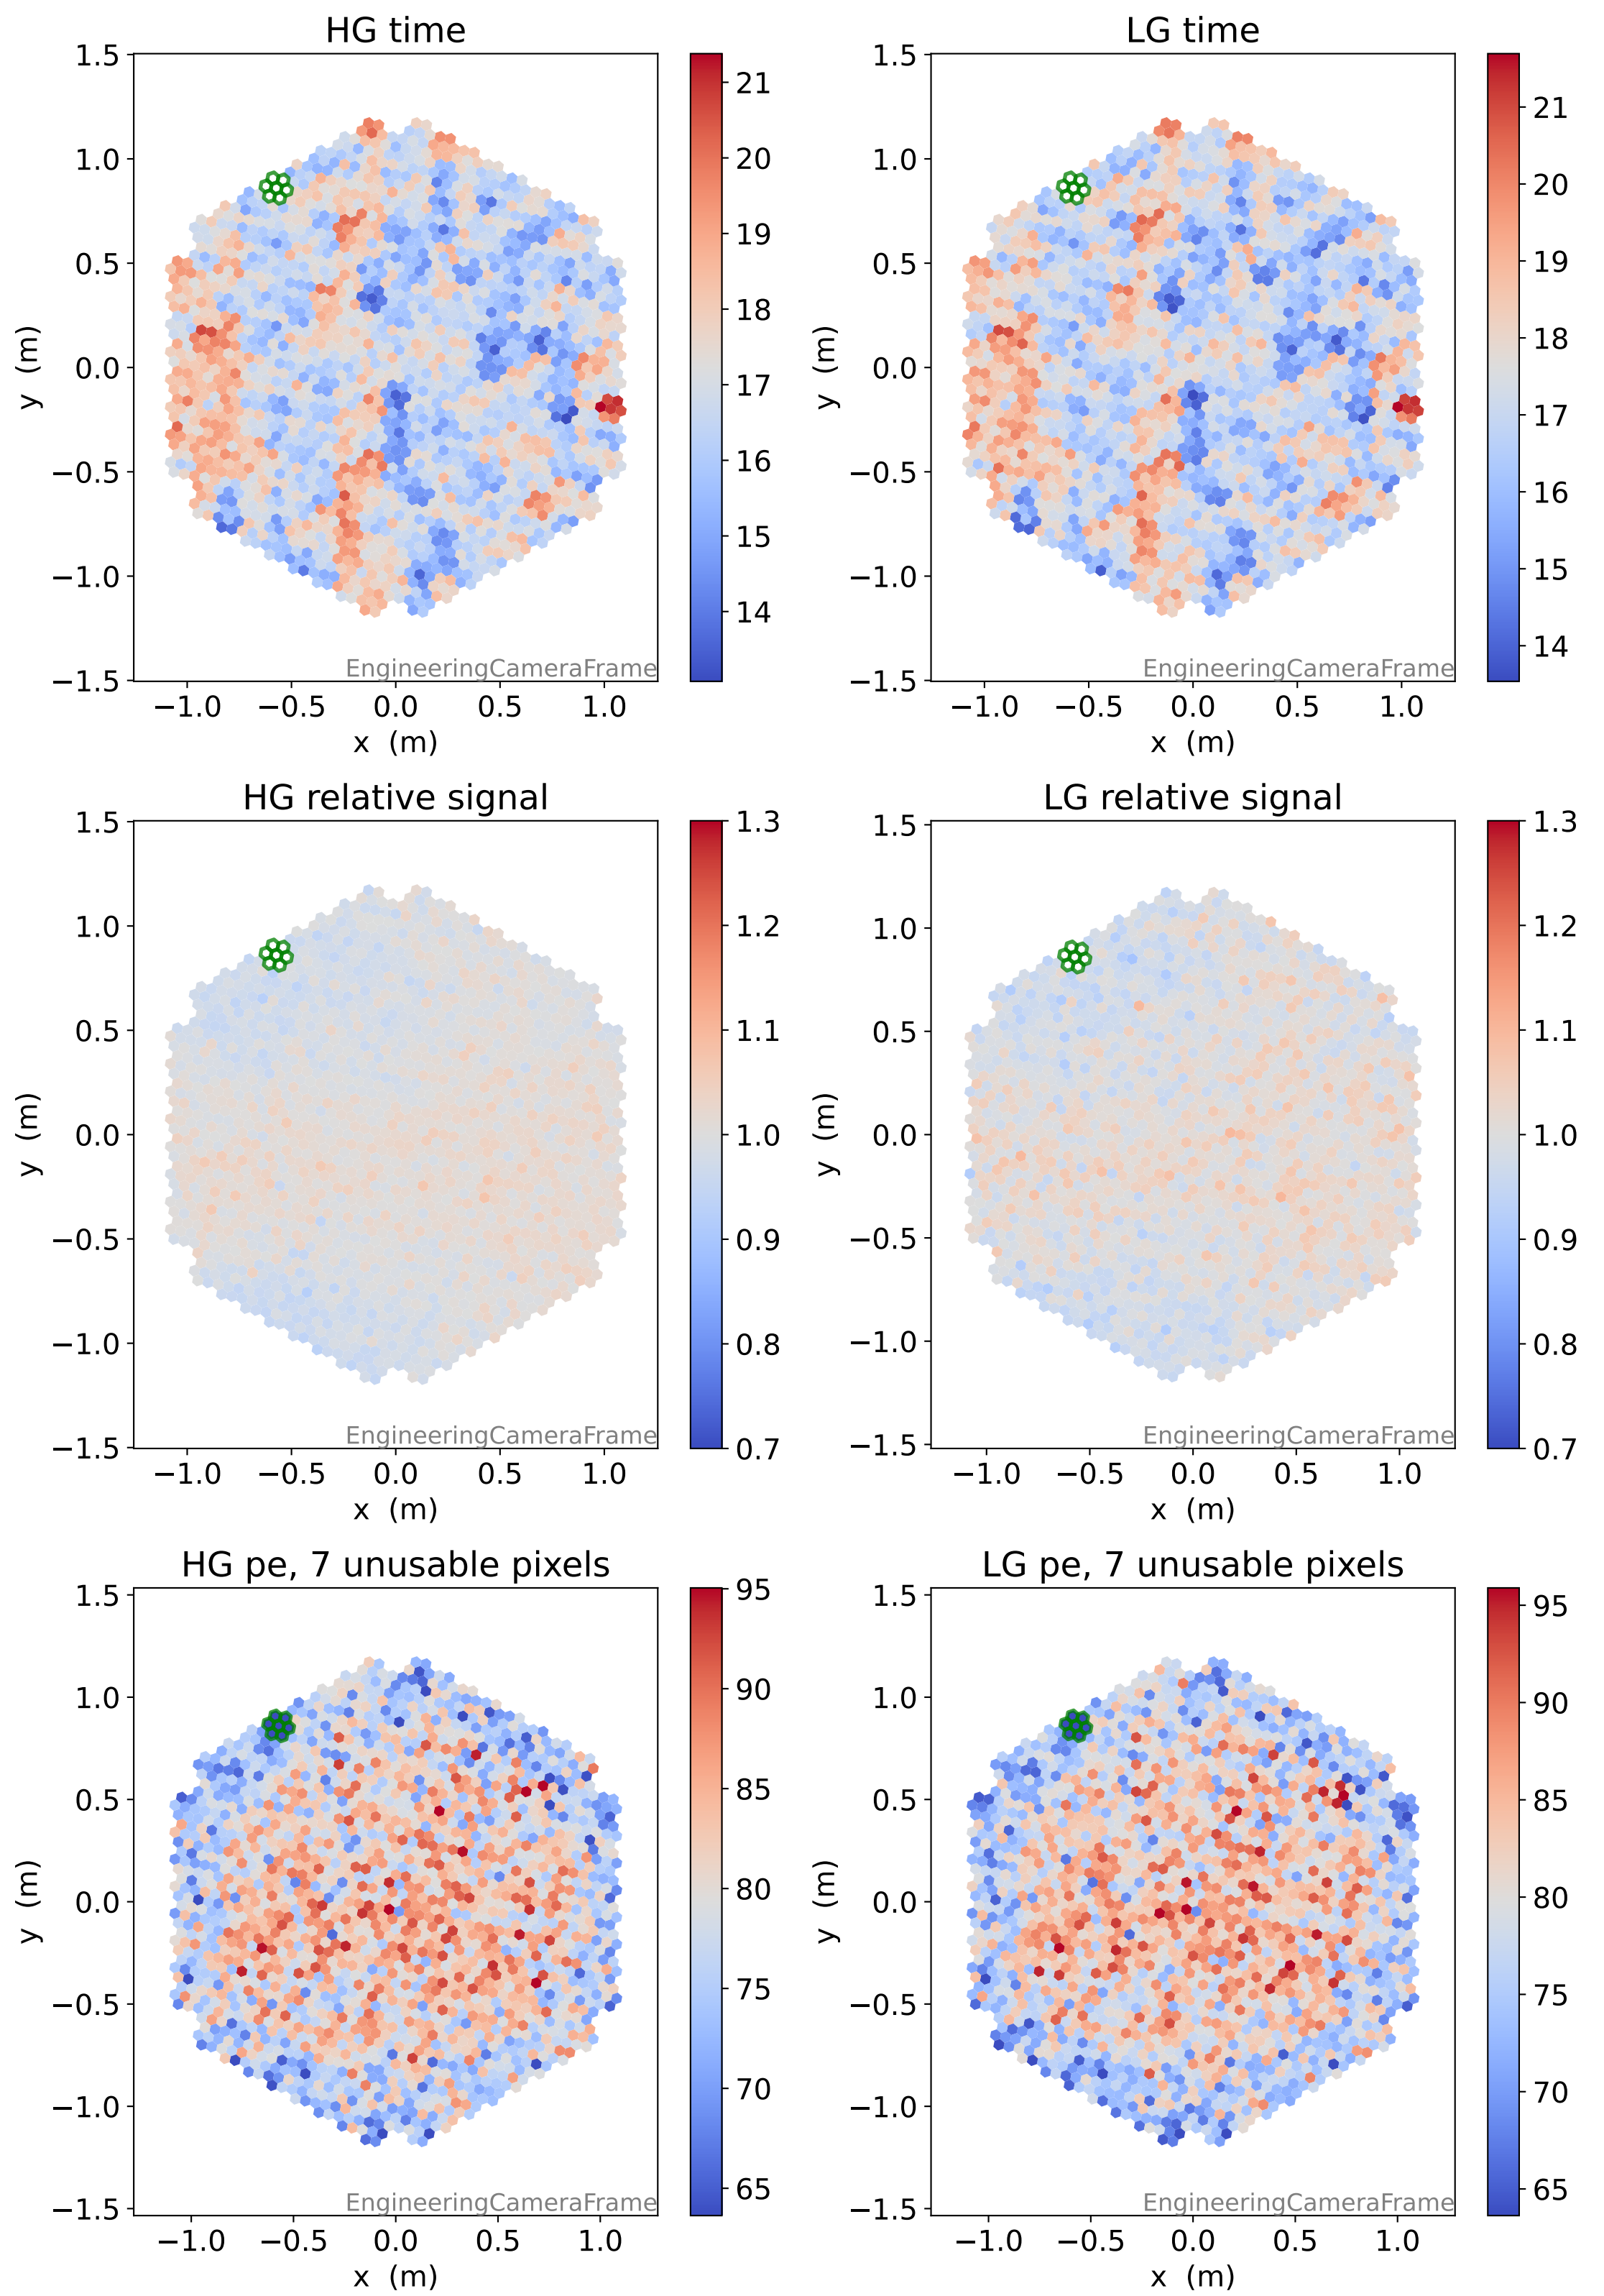 HG time
1.5
1.0
0.5
0.0
−0.5
−1.0
−1.5
y (m)
−1.0 −0.5 0.0 0.5 1.0
x (m)
EngineeringCameraFrame
21
20
19
18
17
16
15
14
LG time
1.5
1.0
0.5
0.0
−0.5
−1.0
−1.5
y (m)
−1.0 −0.5 0.0 0.5 1.0
x (m)
EngineeringCameraFrame
21
20
19
18
17
16
15
14
HG relative signal
1.5
1.0
0.5
0.0
−0.5
−1.0
−1.5
y (m)
−1.0 −0.5 0.0 0.5 1.0
x (m)
EngineeringCameraFrame
1.3
1.2
1.1
1.0
0.9
0.8
0.7
LG relative signal
1.5
1.0
0.5
0.0
−0.5
−1.0
−1.5
y (m)
−1.0 −0.5 0.0 0.5 1.0
x (m)
EngineeringCameraFrame
1.3
1.2
1.1
1.0
0.9
0.8
0.7
HG pe, 7 unusable pixels
1.5
1.0
0.5
0.0
−0.5
−1.0
−1.5
y (m)
−1.0 −0.5 0.0 0.5 1.0
x (m)
EngineeringCameraFrame
95
90
85
80
75
70
65
LG pe, 7 unusable pixels
1.5
1.0
0.5
0.0
−0.5
−1.0
−1.5
y (m)
−1.0 −0.5 0.0 0.5 1.0
x (m)
EngineeringCameraFrame
95
90
85
80
75
70
65